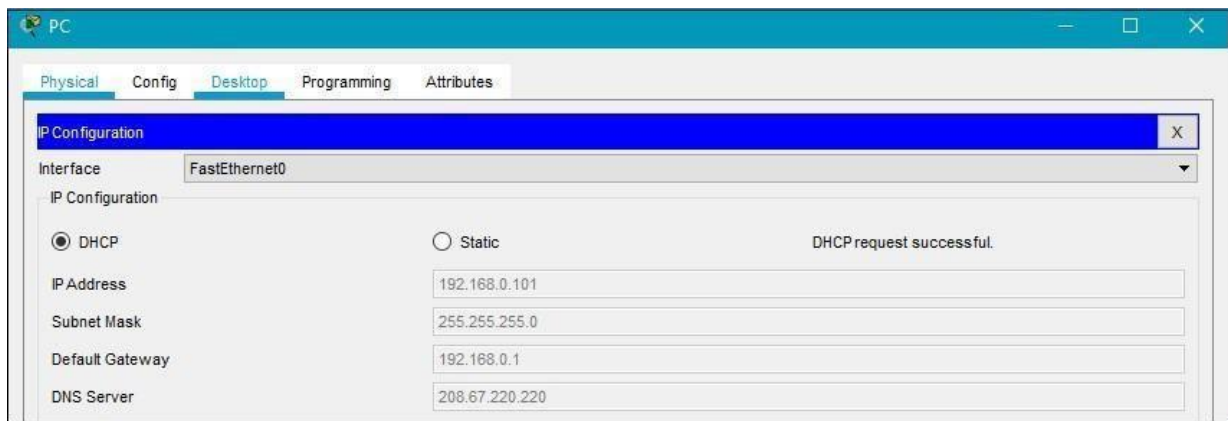 PC
Physical Config Desktop Programming Attributes
IP Configuration X
Interface FastEthernet0
IP Configuration
DHCP Static DHCP request successful.
IP Address 192.168.0.101
Subnet Mask 255.255.255.0
Default Gateway 192.168.0.1
DNS Server 208.67.220.220